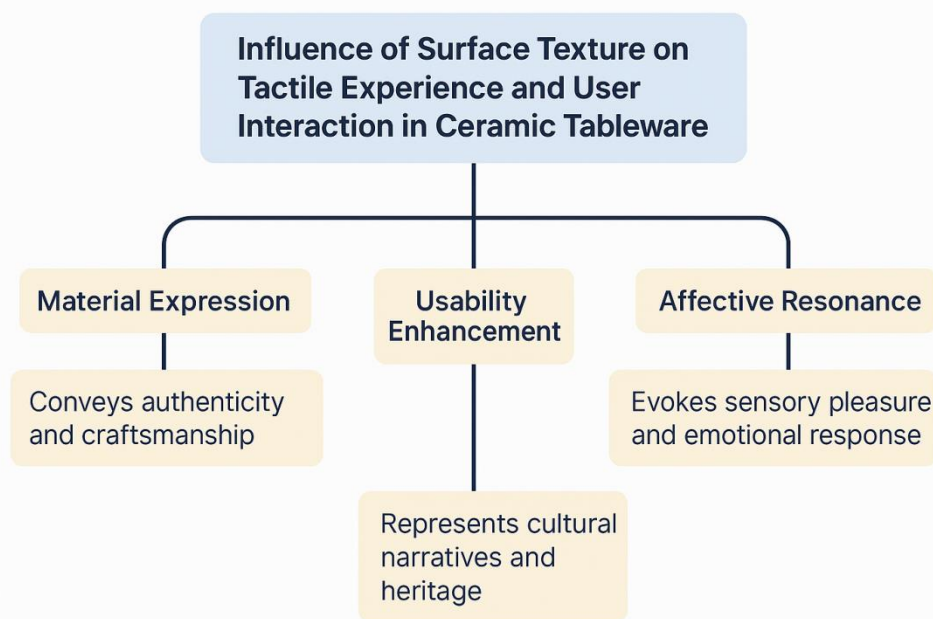 Influence of Surface Texture on
Tactile Experience and User
Interaction in Ceramic Tableware
Material Expression
Usability
Enhancement
Affective Resonance
Conveys authenticity
and craftsmanship
Evokes sensory pleasure
and emotional response
Represents cultural
narratives and
heritage